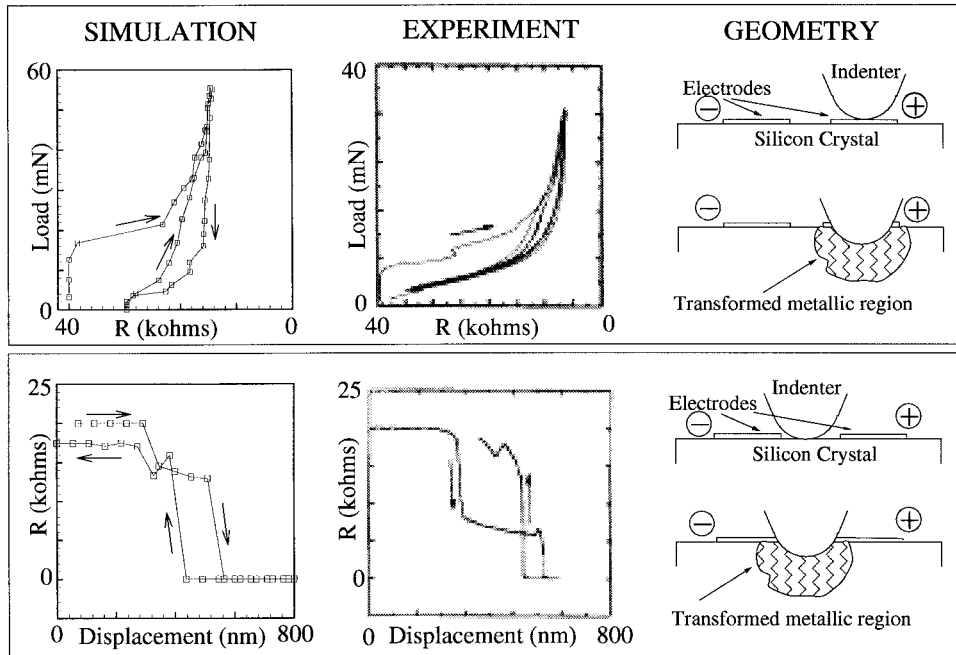 SIMULATION
EXPERIMENT
GEOMETRY
60
Load (mN)
0
40
R (kohms)
0
40
Load (mN)
0
40
R (kohms)
0
Indenter
Electrodes
−
+
Silicon Crystal
−
+
Transformed metallic region
25
R (kohms)
0
0
Displacement (nm)
800
25
R (kohms)
0
0
Displacement (nm)
800
Indenter
Electrodes
−
+
Silicon Crystal
−
+
Transformed metallic region